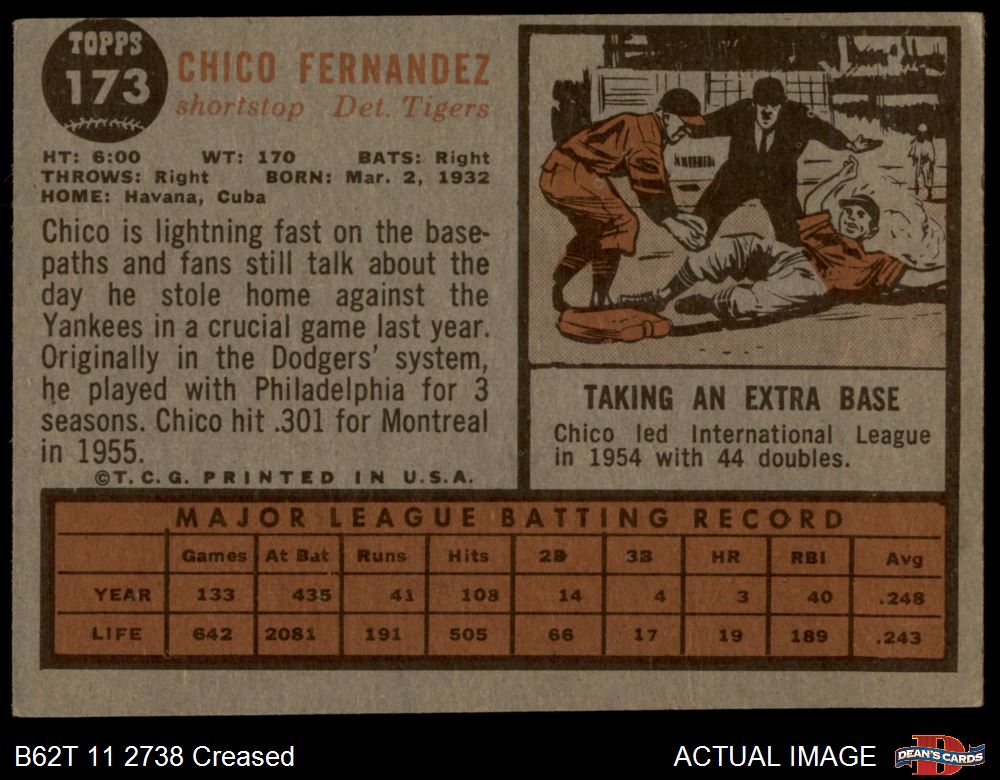 TOPPS
173
CHICO FERNANDEZ
shortstop Det. Tigers
HT: 6:00 WT: 170 BATS: Right
THROWS: Right BORN: Mar. 2, 1932
HOME: Havana, Cuba
Chico is lightning fast on the base-
paths and fans still talk about the
day he stole home against the
Yankees in a crucial game last year.
Originally in the Dodgers' system,
he played with Philadelphia for 3
seasons. Chico hit .301 for Montreal
in 1955.
©T. C. G. PRINTED IN U.S.A.
TAKING AN EXTRA BASE
Chico led International League
in 1954 with 44 doubles.
MAJOR LEAGUE BATTING RECORD
Games At Bat Runs Hits 2B 3B HR RBI Avg
YEAR 133 435 41 108 14 4 3 40 .248
LIFE 642 2081 191 505 66 17 19 189 .243
B62T 11 2738 Creased
ACTUAL IMAGE
DEAN'S CARDS